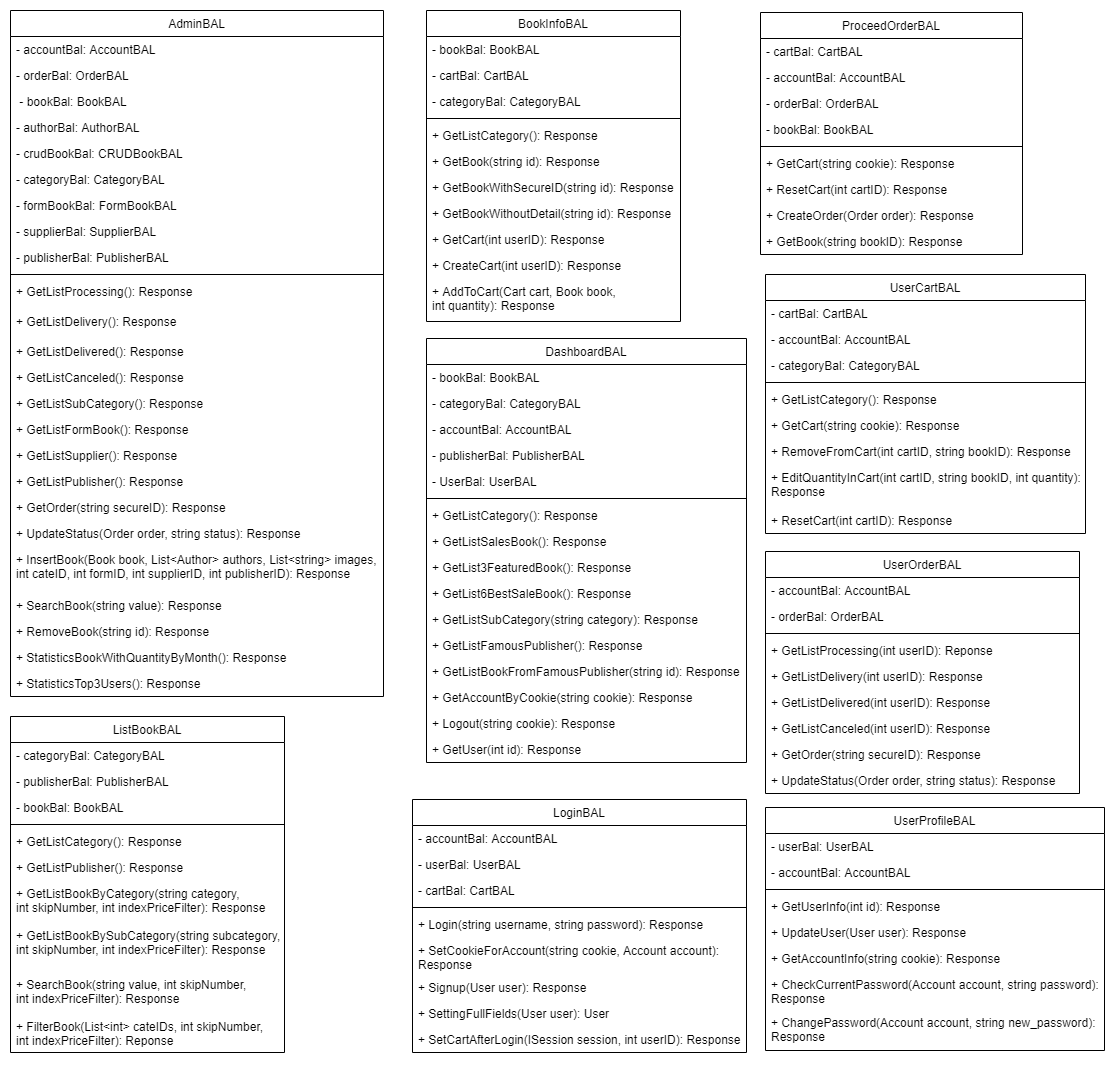 AdminBAL
- accountBal: AccountBAL
- orderBal: OrderBAL
- bookBal: BookBAL
- authorBal: AuthorBAL
- crudBookBal: CRUDBookBAL
- categoryBal: CategoryBAL
- formBookBal: FormBookBAL
- supplierBal: SupplierBAL
- publisherBal: PublisherBAL
+ GetListProcessing(): Response
+ GetListDelivery(): Response
+ GetListDelivered(): Response
+ GetListCanceled(): Response
+ GetListSubCategory(): Response
+ GetListFormBook(): Response
+ GetListSupplier(): Response
+ GetListPublisher(): Response
+ GetOrder(string secureID): Response
+ UpdateStatus(Order order, string status): Response
+ InsertBook(Book book, List<Author> authors, List<string> images,
int cateID, int formID, int supplierID, int publisherID): Response
+ SearchBook(string value): Response
+ RemoveBook(string id): Response
+ StatisticsBookWithQuantityByMonth(): Response
+ StatisticsTop3Users(): Response
ListBookBAL
- categoryBal: CategoryBAL
- publisherBal: PublisherBAL
- bookBal: BookBAL
+ GetListCategory(): Response
+ GetListPublisher(): Response
+ GetListBookByCategory(string category,
int skipNumber, int indexPriceFilter): Response
+ GetListBookBySubCategory(string subcategory,
int skipNumber, int indexPriceFilter): Response
+ SearchBook(string value, int skipNumber,
int indexPriceFilter): Response
+ FilterBook(List<int> cateIDs, int skipNumber,
int indexPriceFilter): Reponse
BookInfoBAL
- bookBal: BookBAL
- cartBal: CartBAL
- categoryBal: CategoryBAL
+ GetListCategory(): Response
+ GetBook(string id): Response
+ GetBookWithSecureID(string id): Response
+ GetBookWithoutDetail(string id): Response
+ GetCart(int userID): Response
+ CreateCart(int userID): Response
+ AddToCart(Cart cart, Book book,
int quantity): Response
DashboardBAL
- bookBal: BookBAL
- categoryBal: CategoryBAL
- accountBal: AccountBAL
- publisherBal: PublisherBAL
- UserBal: UserBAL
+ GetListCategory(): Response
+ GetListSalesBook(): Response
+ GetList3FeaturedBook(): Response
+ GetList6BestSaleBook(): Response
+ GetListSubCategory(string category): Response
+ GetListFamousPublisher(): Response
+ GetListBookFromFamousPublisher(string id): Response
+ GetAccountByCookie(string cookie): Response
+ Logout(string cookie): Response
+ GetUser(int id): Response
LoginBAL
- accountBal: AccountBAL
- userBal: UserBAL
- cartBal: CartBAL
+ Login(string username, string password): Response
+ SetCookieForAccount(string cookie, Account account):
Response
+ Signup(User user): Response
+ SettingFullFields(User user): User
+ SetCartAfterLogin(ISession session, int userID): Response
ProceedOrderBAL
- cartBal: CartBAL
- accountBal: AccountBAL
- orderBal: OrderBAL
- bookBal: BookBAL
+ GetCart(string cookie): Response
+ ResetCart(int cartID): Response
+ CreateOrder(Order order): Response
+ GetBook(string bookID): Response
UserCartBAL
- cartBal: CartBAL
- accountBal: AccountBAL
- categoryBal: CategoryBAL
+ GetListCategory(): Response
+ GetCart(string cookie): Response
+ RemoveFromCart(int cartID, string bookID): Response
+ EditQuantityInCart(int cartID, string bookID, int quantity):
Response
+ ResetCart(int cartID): Response
UserOrderBAL
- accountBal: AccountBAL
- orderBal: OrderBAL
+ GetListProcessing(int userID): Reponse
+ GetListDelivery(int userID): Response
+ GetListDelivered(int userID): Response
+ GetListCanceled(int userID): Response
+ GetOrder(string secureID): Response
+ UpdateStatus(Order order, string status): Response
UserProfileBAL
- userBal: UserBAL
- accountBal: AccountBAL
+ GetUserInfo(int id): Response
+ UpdateUser(User user): Response
+ GetAccountInfo(string cookie): Response
+ CheckCurrentPassword(Account account, string password):
Response
+ ChangePassword(Account account, string new_password):
Response